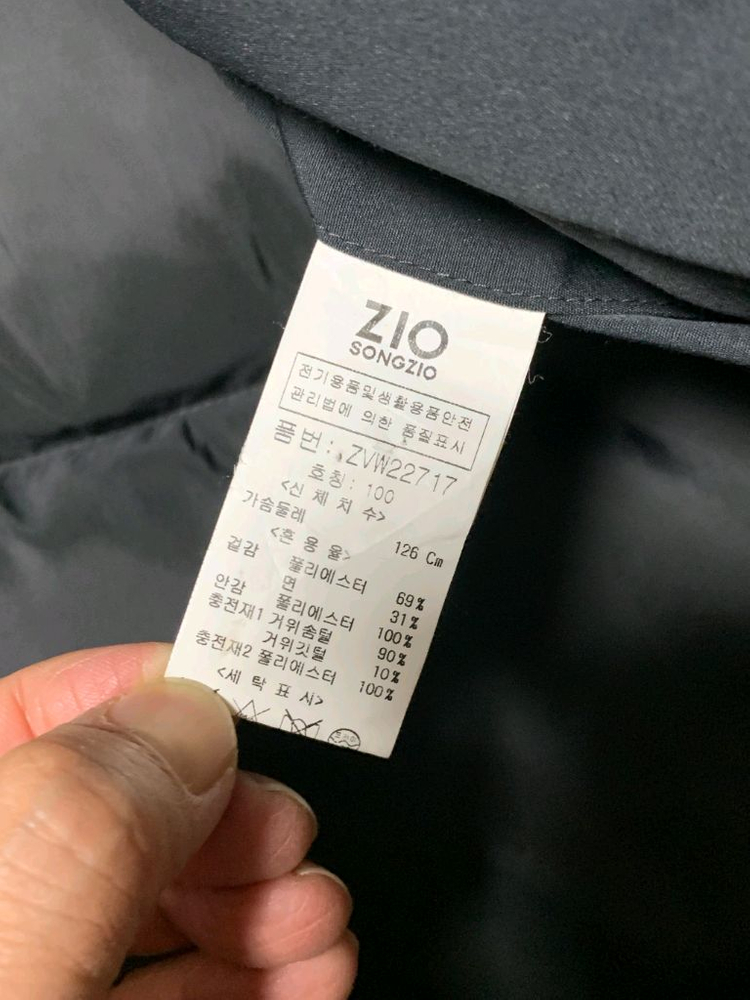 ZIO
SONGZIO
전기용품및생활용품안전
관리법에 의한 품질표시
품번: ZVW22717
호칭: 100
<신 체 치 수>
가슴둘레 126 Cm
<혼 용 율>
겉감 폴리에스터 69%
면 31%
안감 폴리에스터 100%
충전재1 거위솜털 90%
거위깃털 10%
충전재2 폴리에스터 100%
<세 탁 표 시>